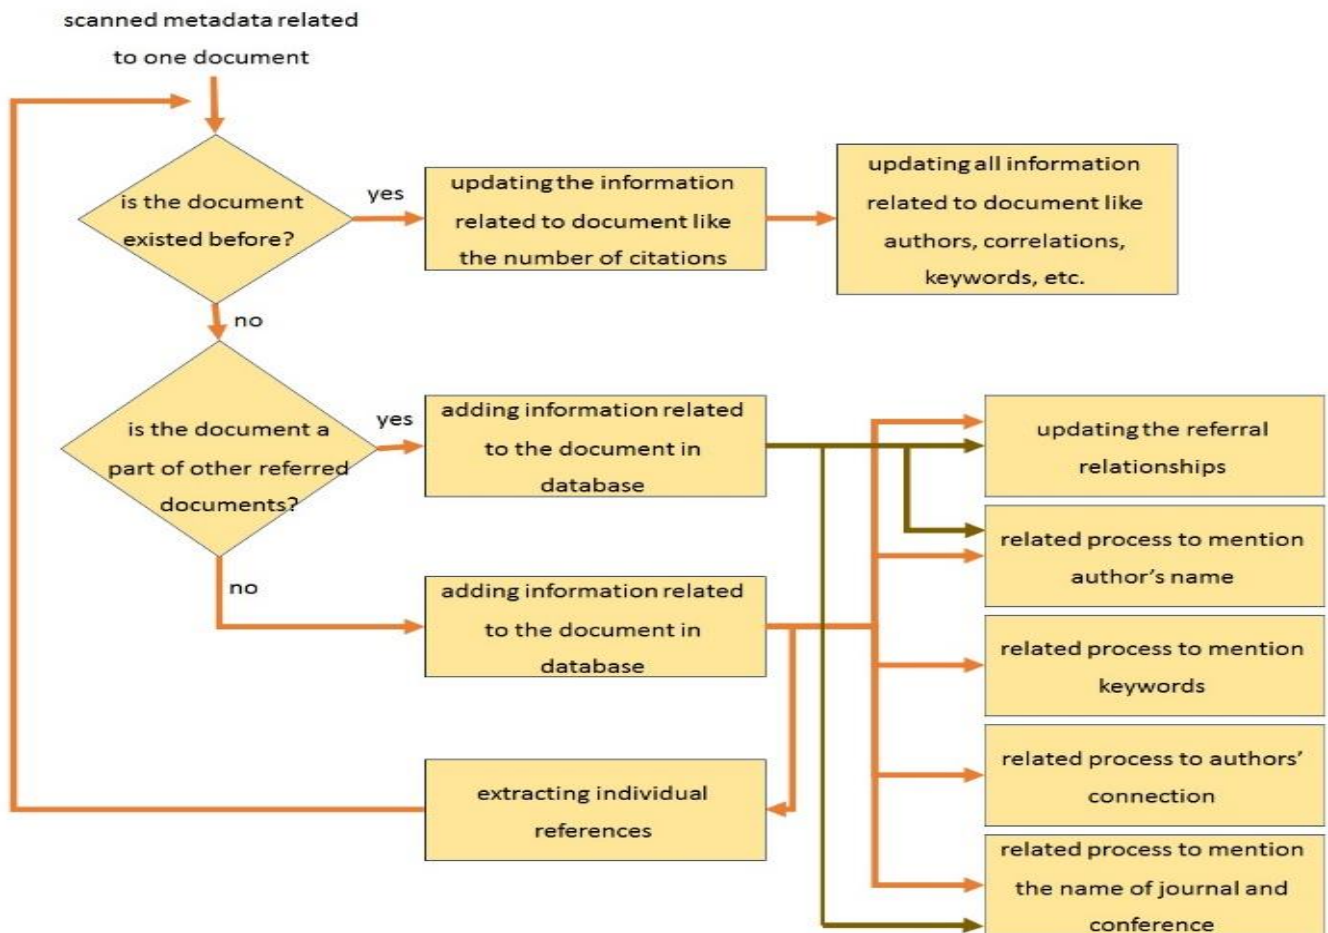 scanned metadata related
to one document
is the document
existed before?
yes
updating the information
related to document like
the number of citations
updating all information
related to document like
authors, correlations,
keywords, etc.
no
is the document a
part of other referred
documents?
yes
adding information related
to the document in
database
updating the referral
relationships
related process to mention
author's name
no
adding information related
to the document in
database
related process to mention
keywords
related process to authors'
connection
extracting individual
references
related process to mention
the name of journal and
conference